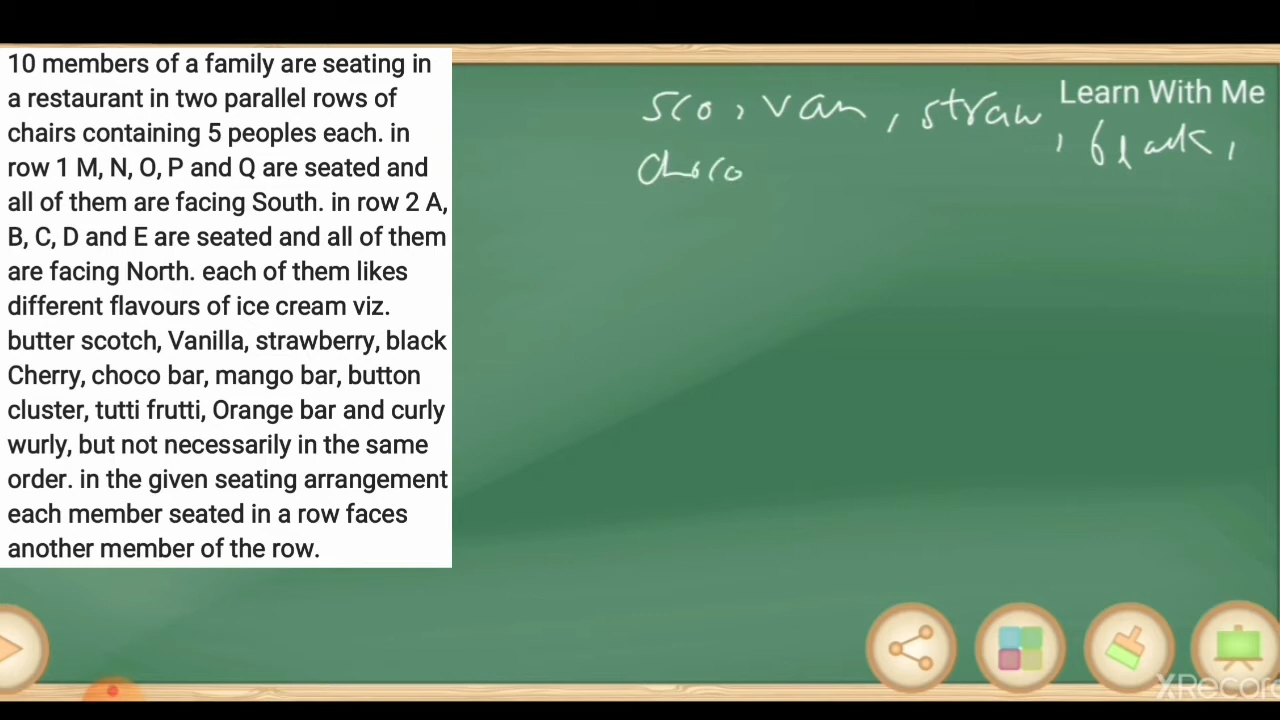 10 members of a family are seating in
a restaurant in two parallel rows of
chairs containing 5 peoples each. in
row 1 M, N, O, P and Q are seated and
all of them are facing South. in row 2 A,
B, C, D and E are seated and all of them
are facing North. each of them likes
different flavours of ice cream viz.
butter scotch, Vanilla, strawberry, black
Cherry, choco bar, mango bar, button
cluster, tutti frutti, Orange bar and curly
wurly, but not necessarily in the same
order. in the given seating arrangement
each member seated in a row faces
another member of the row.
Learn With Me
sco, van, straw, black,
choco
XRecor